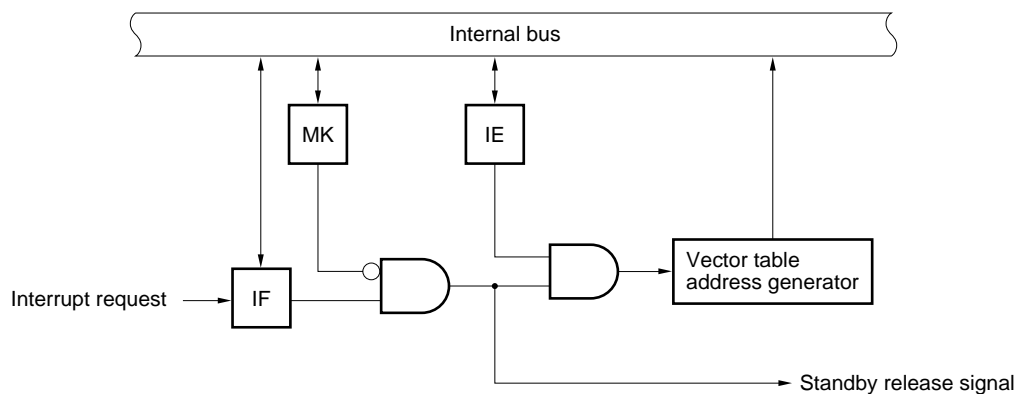 Internal bus
MK
IE
Vector table
address generator
Interrupt request
IF
Standby release signal